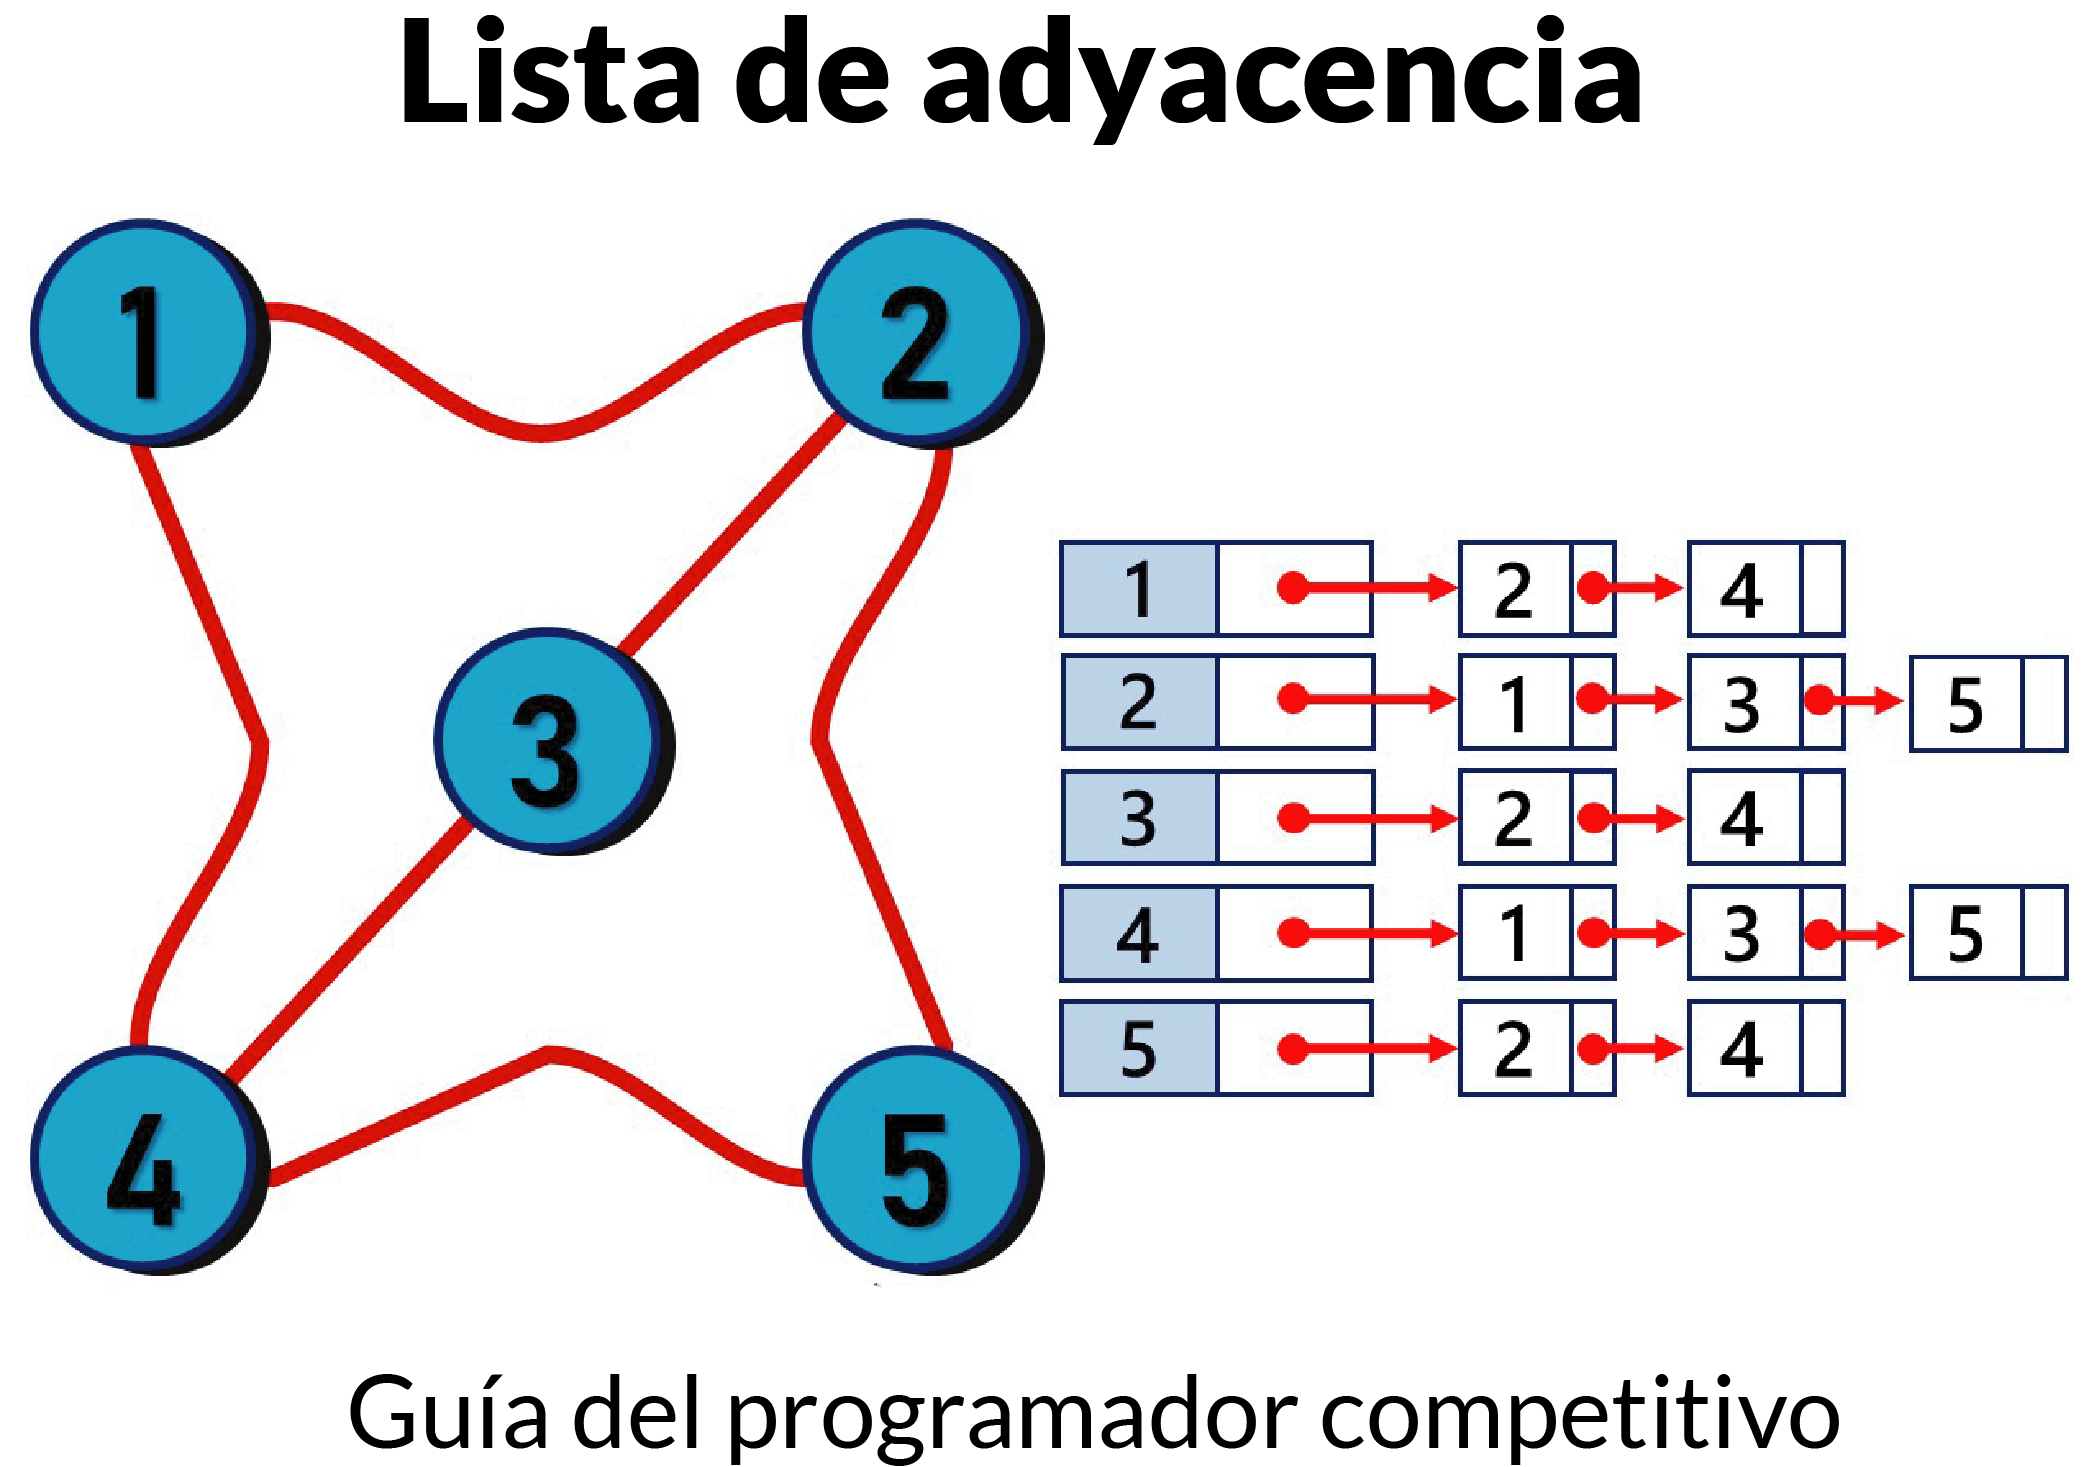 Lista de adyacencia
1
2
3
4
5
1 2 4
2 1 3 5
3 2 4
4 1 3 5
5 2 4
Guía del programador competitivo